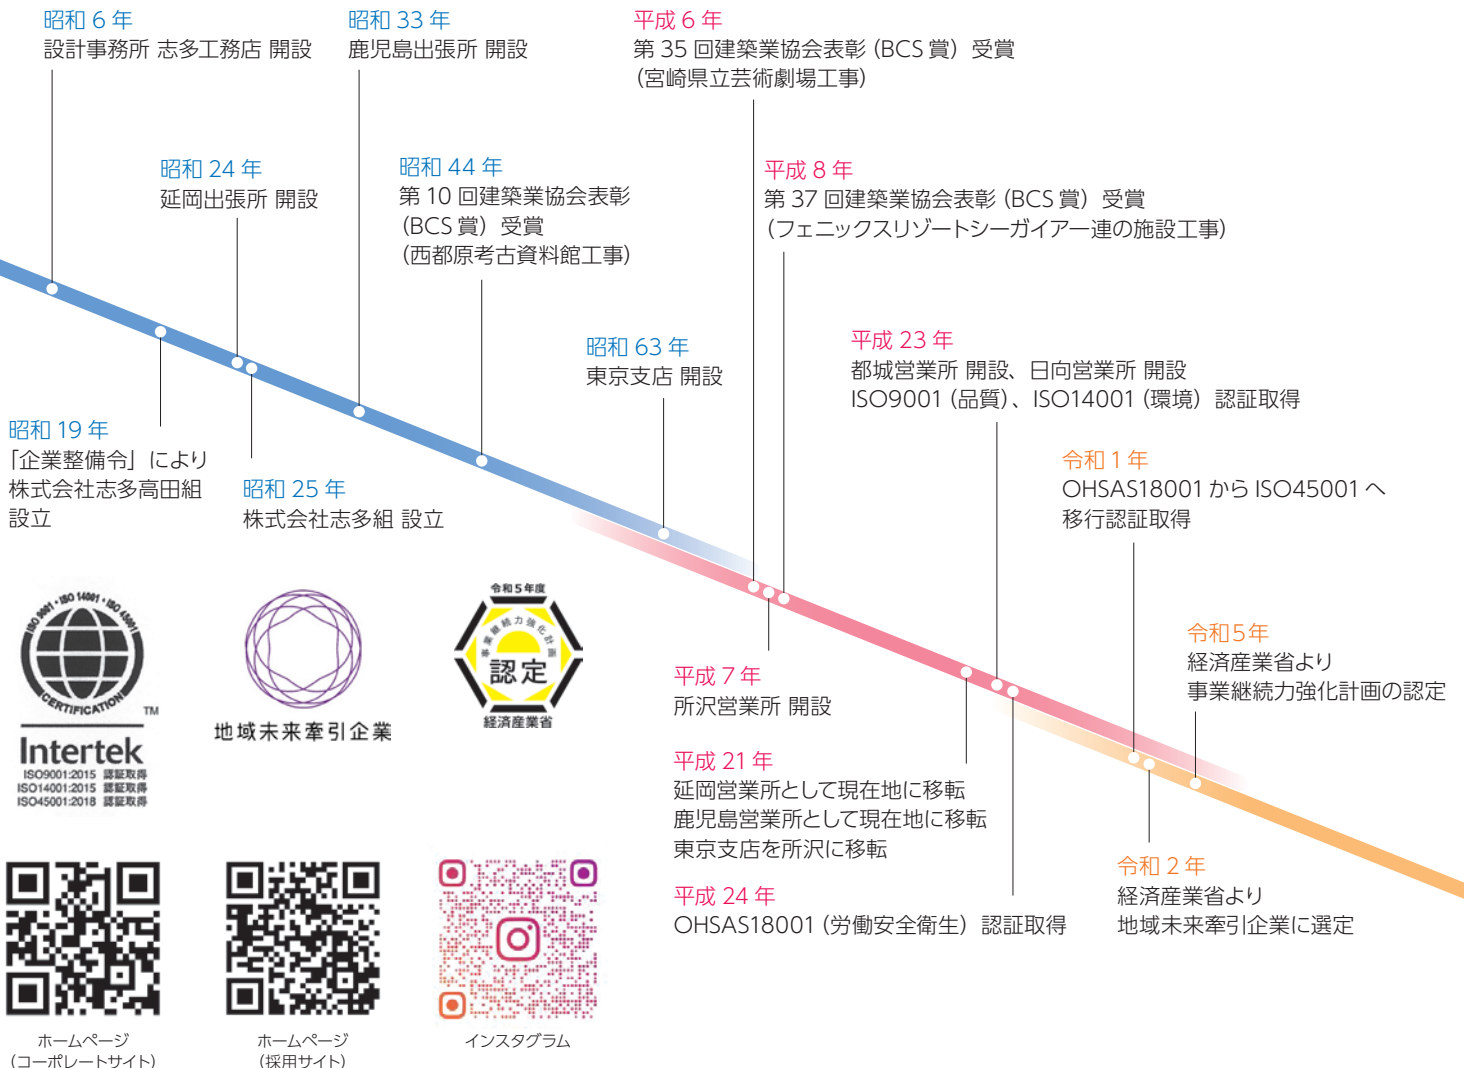 昭和 6 年
設計事務所 志多工務店 開設
昭和 19 年
「企業整備令」により
株式会社志多高田組
設立
昭和 24 年
延岡出張所 開設
昭和 25 年
株式会社志多組 設立
昭和 33 年
鹿児島出張所 開設
昭和 44 年
第 10 回建築業協会表彰
(BCS 賞) 受賞
(西都原考古資料館工事)
昭和 63 年
東京支店 開設
平成 6 年
第 35 回建築業協会表彰 (BCS 賞) 受賞
(宮崎県立芸術劇場工事)
平成 7 年
所沢営業所 開設
平成 8 年
第 37 回建築業協会表彰 (BCS 賞) 受賞
(フェニックスリゾートシーガイア一連の施設工事)
平成 21 年
延岡営業所として現在地に移転
鹿児島営業所として現在地に移転
東京支店を所沢に移転
平成 23 年
都城営業所 開設、日向営業所 開設
ISO9001 (品質)、ISO14001 (環境) 認証取得
平成 24 年
OHSAS18001 (労働安全衛生) 認証取得
令和 1 年
OHSAS18001 から ISO45001 へ
移行認証取得
令和 2 年
経済産業省より
地域未来牽引企業に選定
令和5年
経済産業省より
事業継続力強化計画の認定
ISO 9001・ISO 14001・ISO 45001
CERTIFICATION
TM
Intertek
ISO9001:2015 認証取得
ISO14001:2015 認証取得
ISO45001:2018 認証取得
地域未来牽引企業
令和5年度
事業継続力強化計画
認定
経済産業省
ホームページ
(コーポレートサイト)
ホームページ
(採用サイト)
インスタグラム